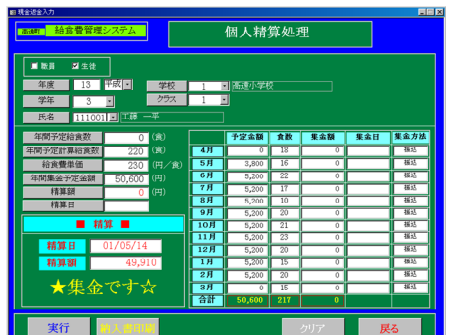 現金返金入力
高遠町 給食費管理システム
個人精算処理
職員 生徒
年度 13 平成 学校 1 高遠小学校
学年 3 クラス 1
氏名 111001 工藤 一平
年間予定給食数 0 (食)
年間予定計算給食数 220 (食)
給食費単価 230 (円/食)
年間集金予定金額 50,600 (円)
精算額 0 (円)
精算日
■ 精算 ■
精算日 01/05/14
精算額 49,910
★集金です☆
予定金額 食数 集金額 集金日 集金方法
4月 0 18 0 振込
5月 3,800 16 0 振込
6月 5,200 22 0 振込
7月 5,200 17 0 振込
8月 5,200 10 0 振込
9月 5,200 20 0 振込
10月 5,200 21 0 振込
11月 5,200 23 0 振込
12月 5,200 20 0 振込
1月 5,200 15 0 振込
2月 5,200 20 0 振込
3月 0 15 0 振込
合計 50,600 217 0
実行 納入書印刷 クリア 戻る